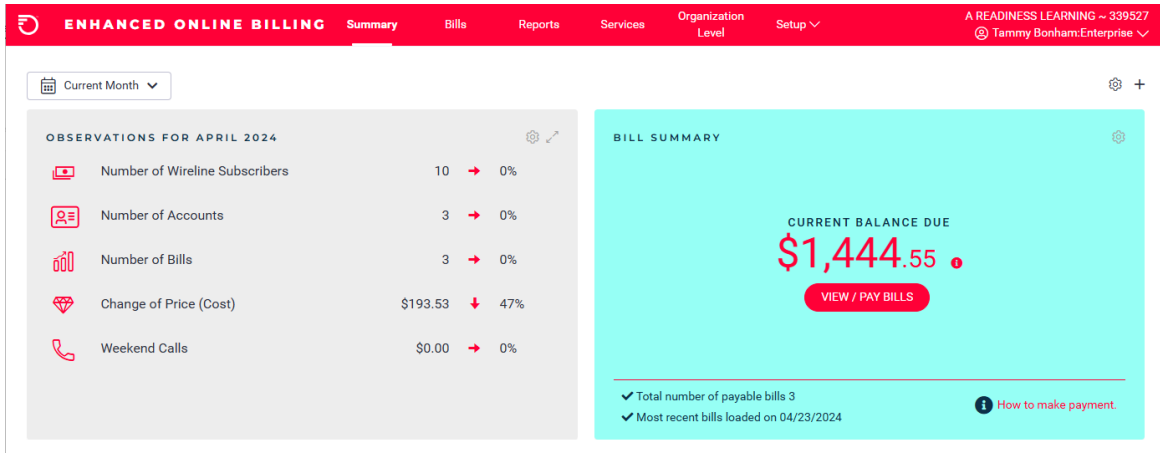 ENHANCED ONLINE BILLING
Summary
Bills
Reports
Services
Organization
Level
Setup
A READINESS LEARNING ~ 339527
Tammy Bonham:Enterprise
Current Month
OBSERVATIONS FOR APRIL 2024
Number of Wireline Subscribers 10 0%
Number of Accounts 3 0%
Number of Bills 3 0%
Change of Price (Cost) $193.53 47%
Weekend Calls $0.00 0%
BILL SUMMARY
CURRENT BALANCE DUE
$1,444.55
VIEW / PAY BILLS
Total number of payable bills 3
Most recent bills loaded on 04/23/2024
How to make payment.